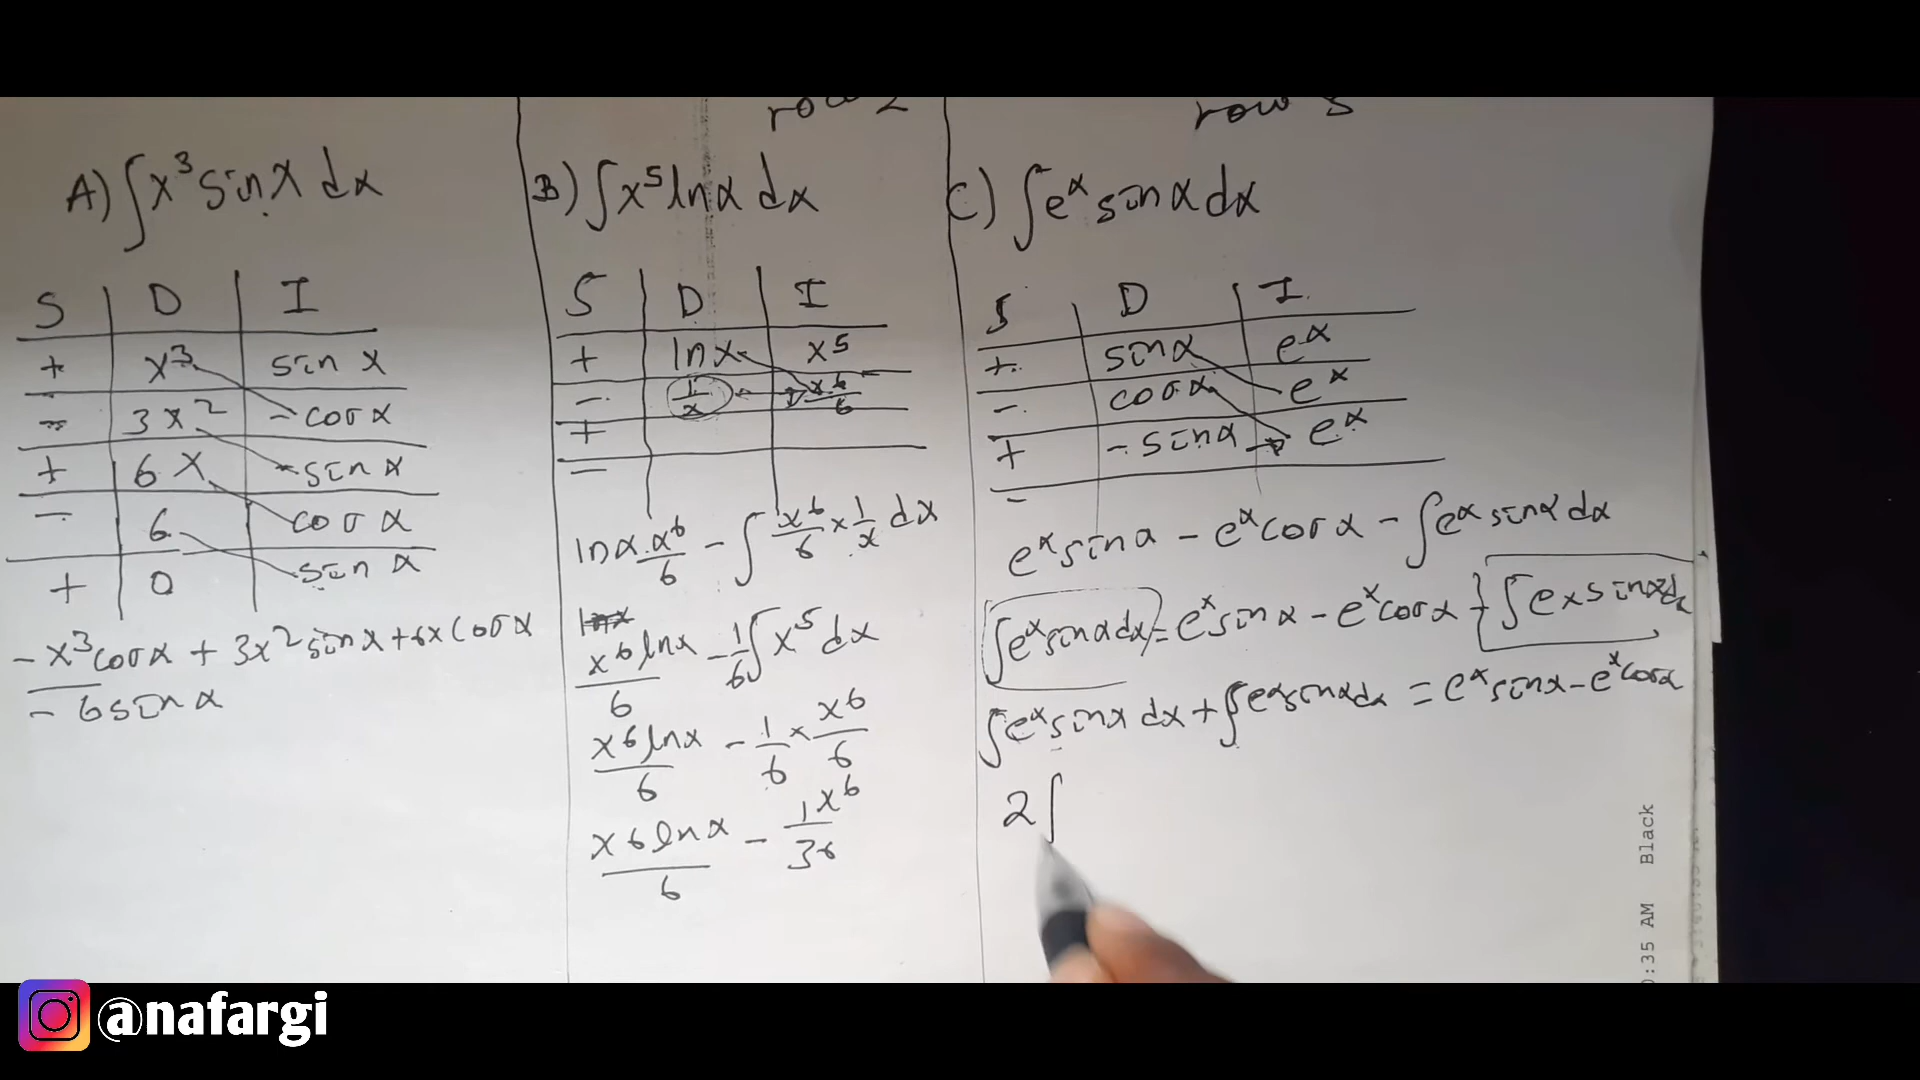 row 2
row 3
A) ∫x³ sin x dx
S D I
+ x³ sin x
- 3x² -cos x
+ 6x -sin x
- 6 cos x
+ 0 sin x
-x³cos x + 3x² sin x + 6x cos x
- 6 sin x
B) ∫x⁵ ln x dx
S D I
+ ln x x⁵
- 1/x x⁶/6
+
-
ln x · x⁶/6 - ∫ x⁶/6 × 1/x dx
x⁶ ln x/6 - 1/6 ∫x⁵ dx
x⁶ ln x/6 - 1/6 × x⁶/6
x⁶ ln x/6 - 1/36 x⁶
C) ∫eˣ sin x dx
S D I
+ sin x eˣ
- cos x eˣ
+ -sin x eˣ
-
eˣ sin x - eˣ cos x - ∫eˣ sin x dx
∫eˣ sin x dx = eˣ sin x - eˣ cos x - ∫eˣ sin x dx
∫eˣ sin x dx + ∫eˣ sin x dx = eˣ sin x - eˣ cos x
2∫
:35 AM Black
@nafargi